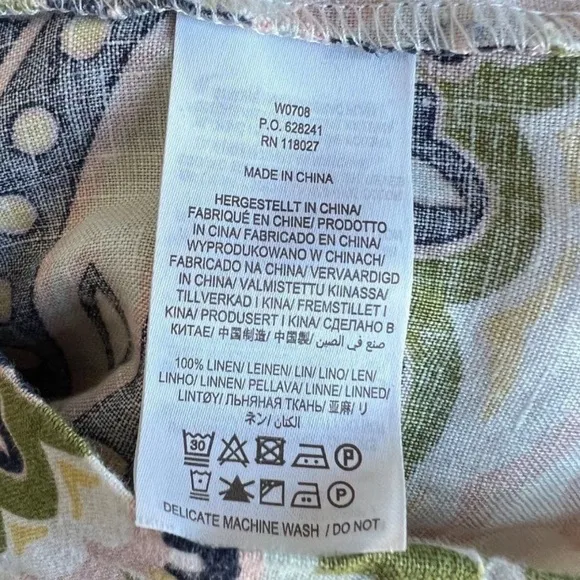 W0708
P.O. 628241
RN 118027
MADE IN CHINA
HERGESTELLT IN CHINA/
FABRIQUÉ EN CHINE/ PRODOTTO
IN CINA/ FABRICADO EN CHINA/
WYPRODUKOWANO W CHINACH/
FABRICADO NA CHINA/ VERVAARDIGD
IN CHINA/ VALMISTETTU KIINASSA/
TILLVERKAD I KINA/ FREMSTILLET I
KINA/ PRODUSERT I KINA/ СДЕЛАНО В
КИТАЕ/ 中国制造/ 中国製/ صنع في الصين/
100% LINEN/ LEINEN/ LIN/ LINO/ LEN/
LINHO/ LINNEN/ PELLAVA/ LINNE/ LINNED/
LINTØY/ ЛЬНЯНАЯ ТКАНЬ/ 亚麻/ リ
ネン/ الكتان/
30 P
P
DELICATE MACHINE WASH / DO NOT